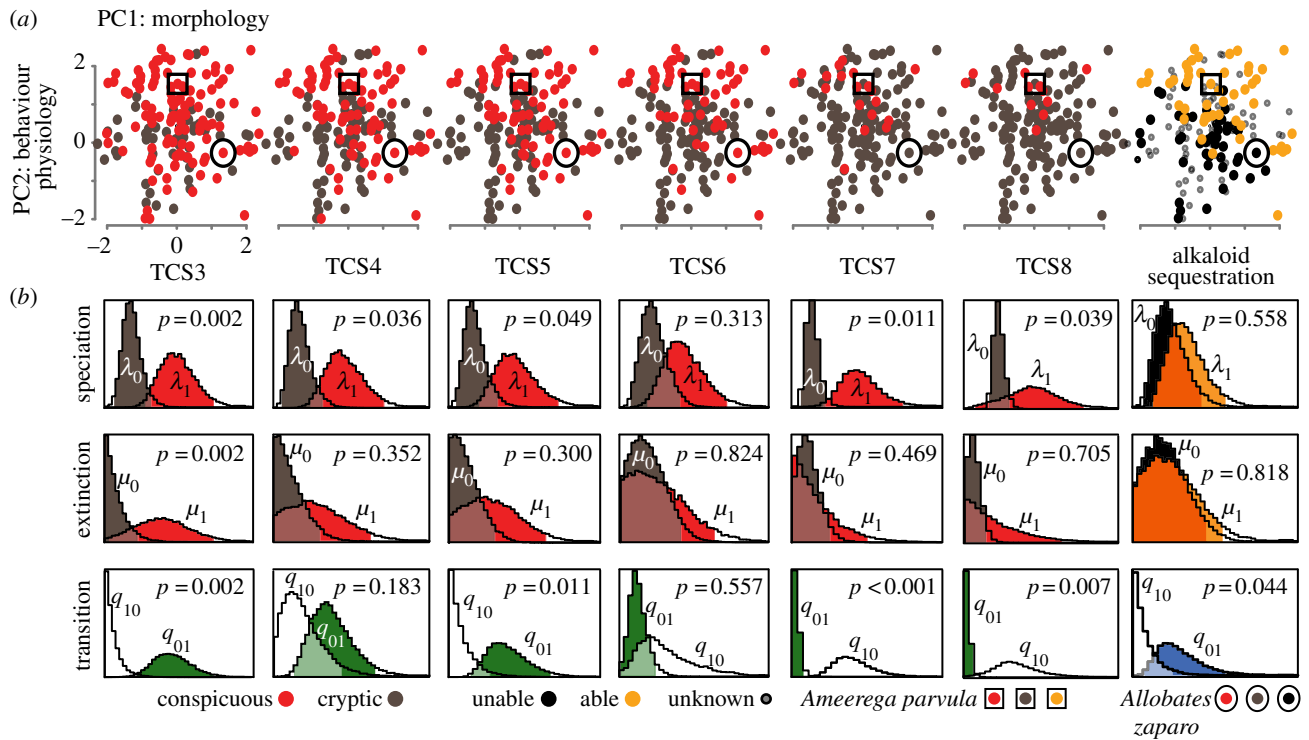 (a) PC1: morphology
PC2: behaviour physiology
2
1
0
−2
−2 0 2
TCS3 TCS4 TCS5 TCS6 TCS7 TCS8 alkaloid sequestration
(b)
speciation
p = 0.002 p = 0.036 p = 0.049 p = 0.313 p = 0.011 p = 0.039 p = 0.558
λ0 λ1 λ0 λ1 λ0 λ1 λ0 λ1 λ0 λ1 λ0 λ1 λ0 λ1
extinction
p = 0.002 p = 0.352 p = 0.300 p = 0.824 p = 0.469 p = 0.705 p = 0.818
μ0 μ1 μ0 μ1 μ0 μ1 μ0 μ1 μ0 μ1 μ0 μ1 μ0 μ1
transition
p = 0.002 p = 0.183 p = 0.011 p = 0.557 p < 0.001 p = 0.007 p = 0.044
q10 q01 q10 q01 q10 q01 q01 q10 q01 q10 q01 q10 q10 q01
conspicuous cryptic unable able unknown Ameerega parvula Allobates zaparo